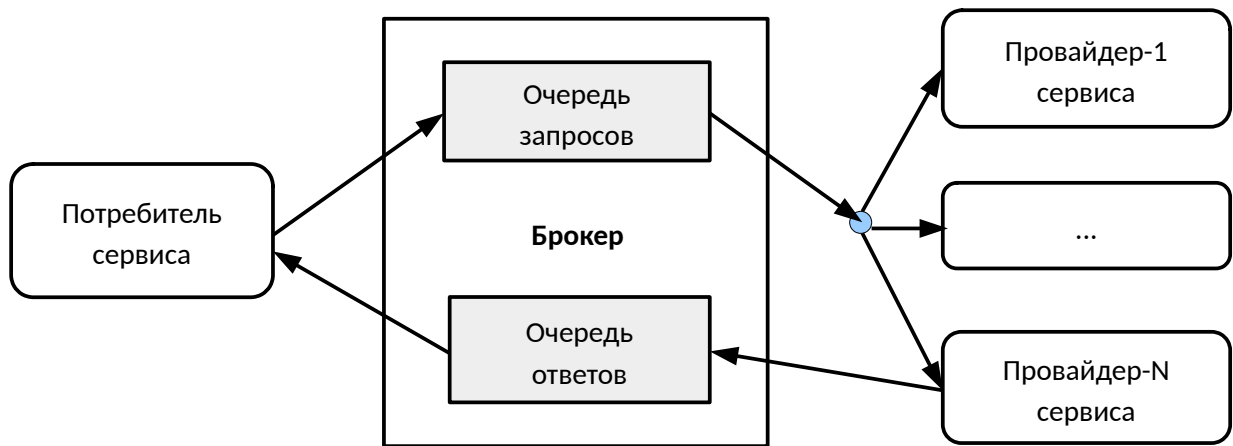 Очередь
запросов
Провайдер-1
сервиса
Потребитель
сервиса
Брокер
...
Очередь
ответов
Провайдер-N
сервиса